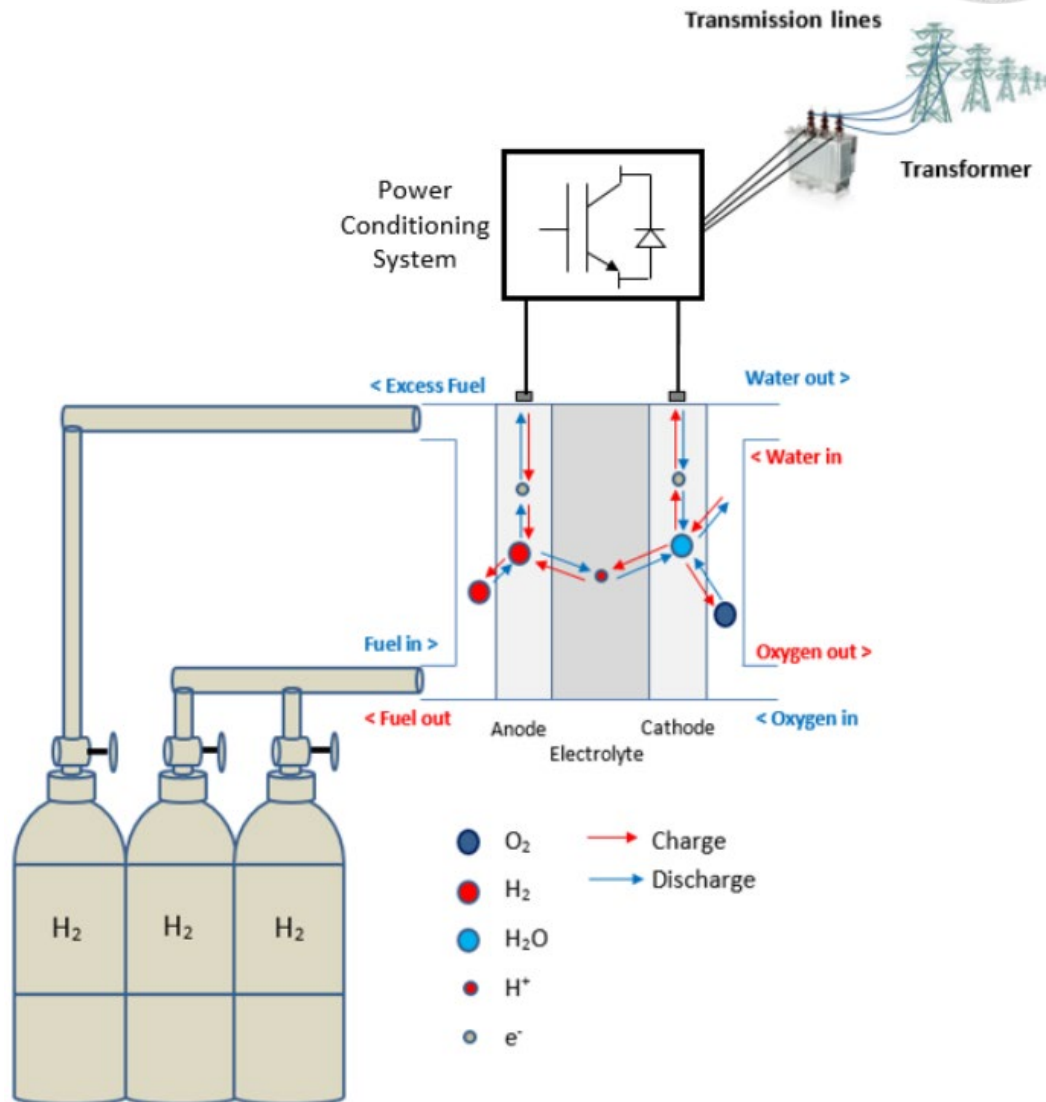 Transmission lines
Transformer
Power
Conditioning
System
< Excess Fuel
Water out >
< Water in
Fuel in >
Oxygen out >
< Fuel out
< Oxygen in
Anode
Cathode
Electrolyte
O₂
Charge
H₂
Discharge
H₂O
H⁺
e⁻
H₂
H₂
H₂